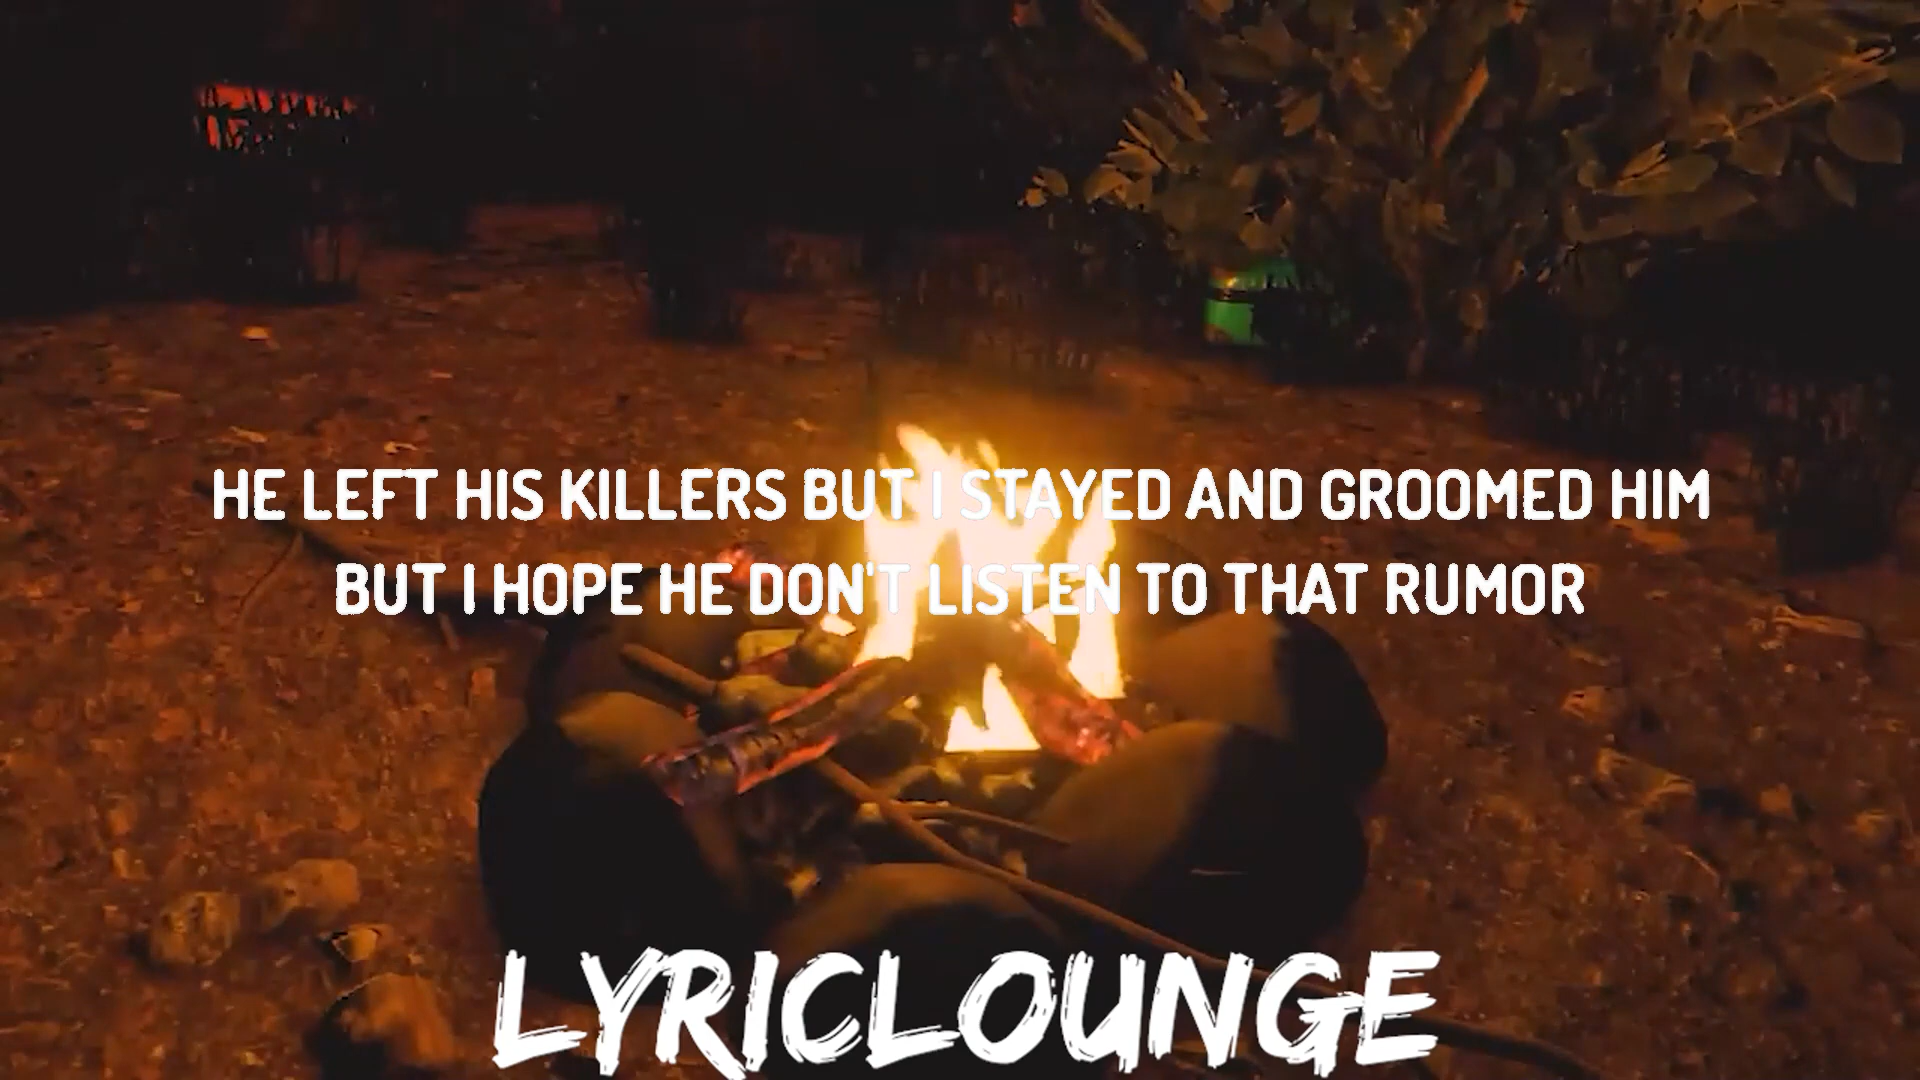 HE LEFT HIS KILLERS BUT I STAYED AND GROOMED HIM
BUT I HOPE HE DON'T LISTEN TO THAT RUMOR
LYRICLOUNGE